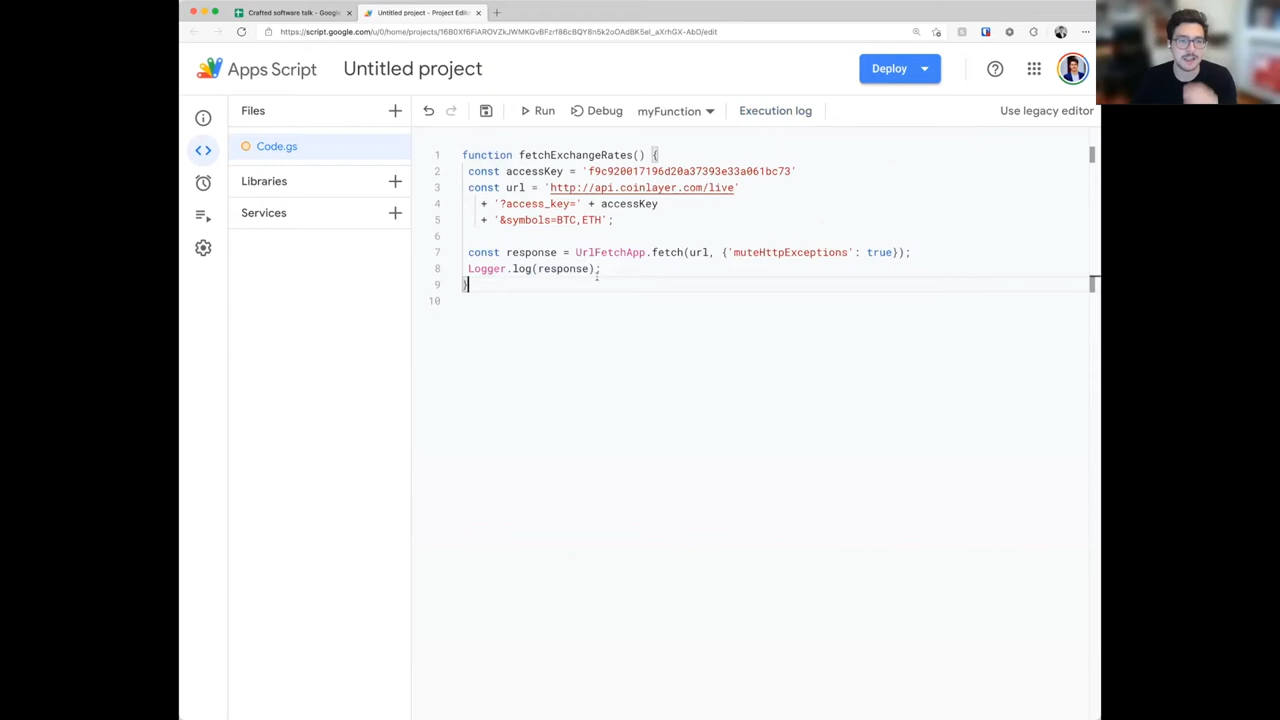 Crafted software talk - Google
Untitled project - Project Edit
Apps Script
Untitled project
Deploy
Files
Run
Debug
myFunction
Execution log
Use legacy editor
Code.gs
Libraries
Services
1 function fetchExchangeRates() {
2 const accessKey = 'f9c920017196d20a37393e33a061bc73'
3 const url = 'http://api.coinlayer.com/live'
4 + '?access_key=' + accessKey
5 + '&symbols=BTC,ETH';
6
7 const response = UrlFetchApp.fetch(url, {'muteHttpExceptions': true});
8 Logger.log(response);
9 }
10